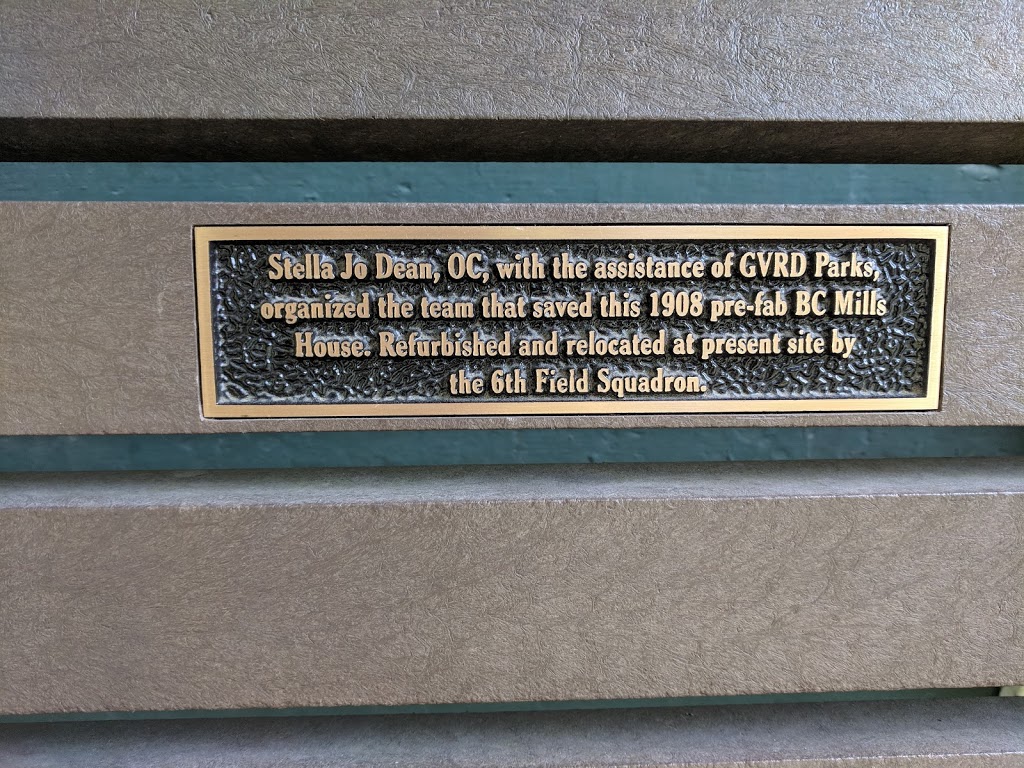 Stella Jo Dean, OC, with the assistance of GVRD Parks,
organized the team that saved this 1908 pre-fab BC Mills
House. Refurbished and relocated at present site by
the 6th Field Squadron.